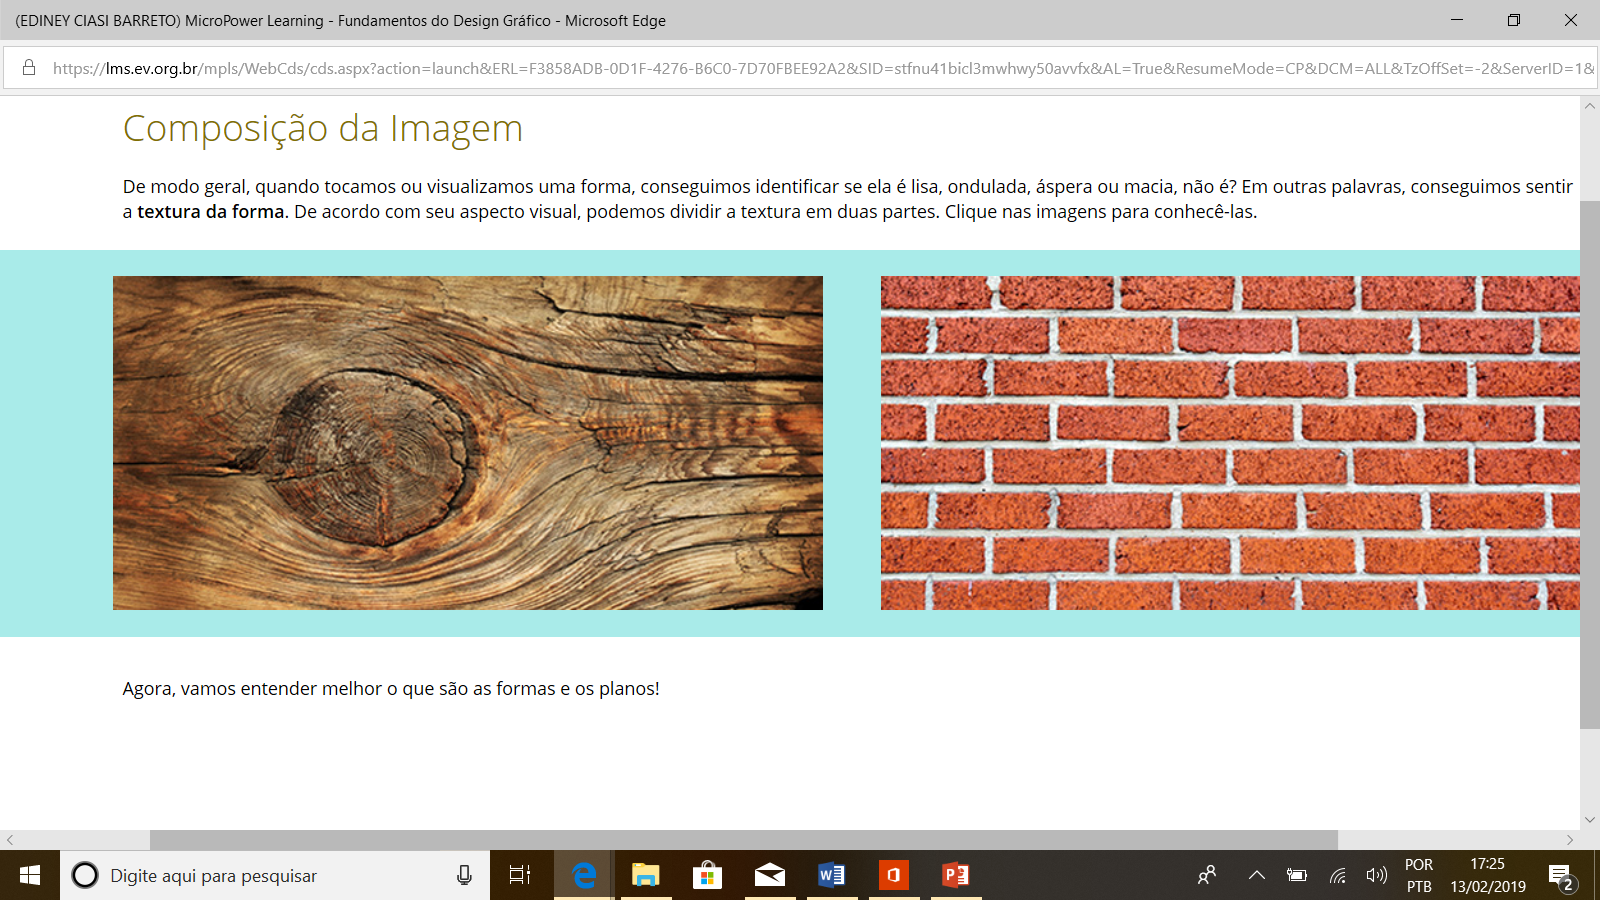 (EDINEY CIASI BARRETO) MicroPower Learning - Fundamentos do Design Gráfico - Microsoft Edge
https://lms.ev.org.br/mpls/WebCds/cds.aspx?action=launch&ERL=F3858ADB-0D1F-4276-B6C0-7D70FBEE92A2&SID=stfnu41bicl3mwhwy50avvfx&AL=True&ResumeMode=CP&DCM=ALL&TzOffSet=-2&ServerID=1&
Composição da Imagem
De modo geral, quando tocamos ou visualizamos uma forma, conseguimos identificar se ela é lisa, ondulada, áspera ou macia, não é? Em outras palavras, conseguimos sentir
a textura da forma. De acordo com seu aspecto visual, podemos dividir a textura em duas partes. Clique nas imagens para conhecê-las.
Agora, vamos entender melhor o que são as formas e os planos!
Digite aqui para pesquisar
POR
PTB
17:25
13/02/2019
2